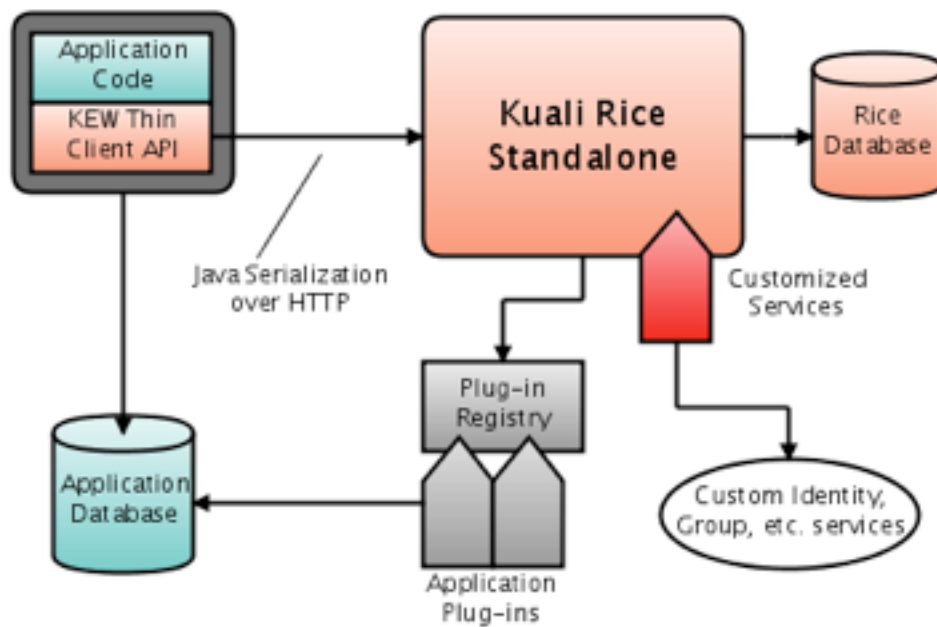 Application
Code
KEW Thin
Client API
Kuali Rice
Standalone
Rice
Database
Java Serialization
over HTTP
Customized
Services
Plug-in
Registry
Application
Database
Custom Identity,
Group, etc. services
Application
Plug-ins